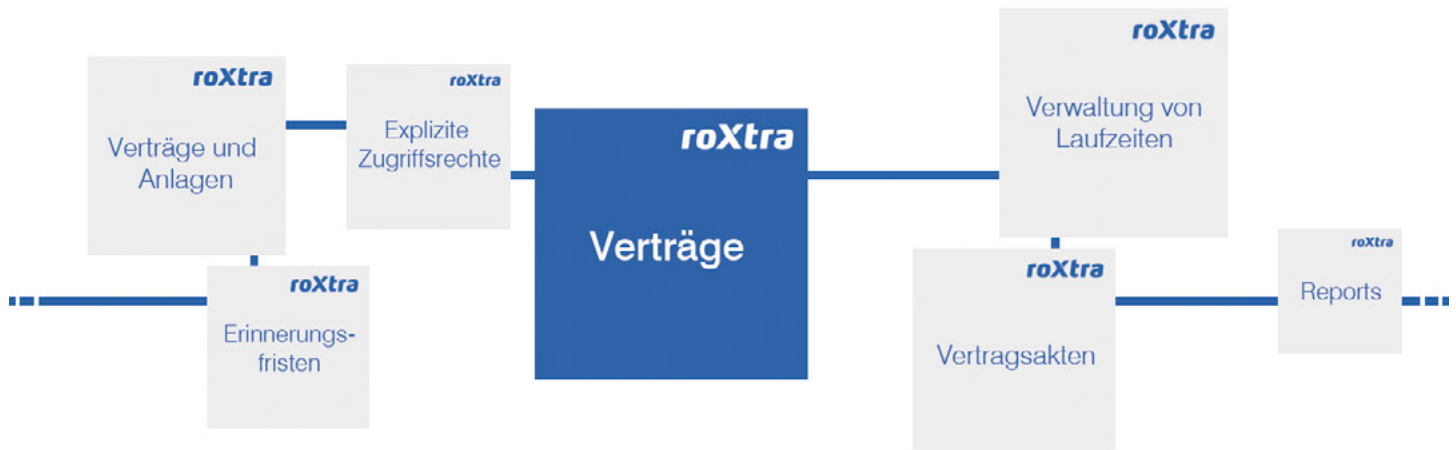 roXtra
Verträge und
Anlagen
roXtra
Explizite
Zugriffsrechte
roXtra
Erinnerungs-
fristen
roXtra
Verträge
roXtra
Verwaltung von
Laufzeiten
roXtra
Vertragsakten
roXtra
Reports